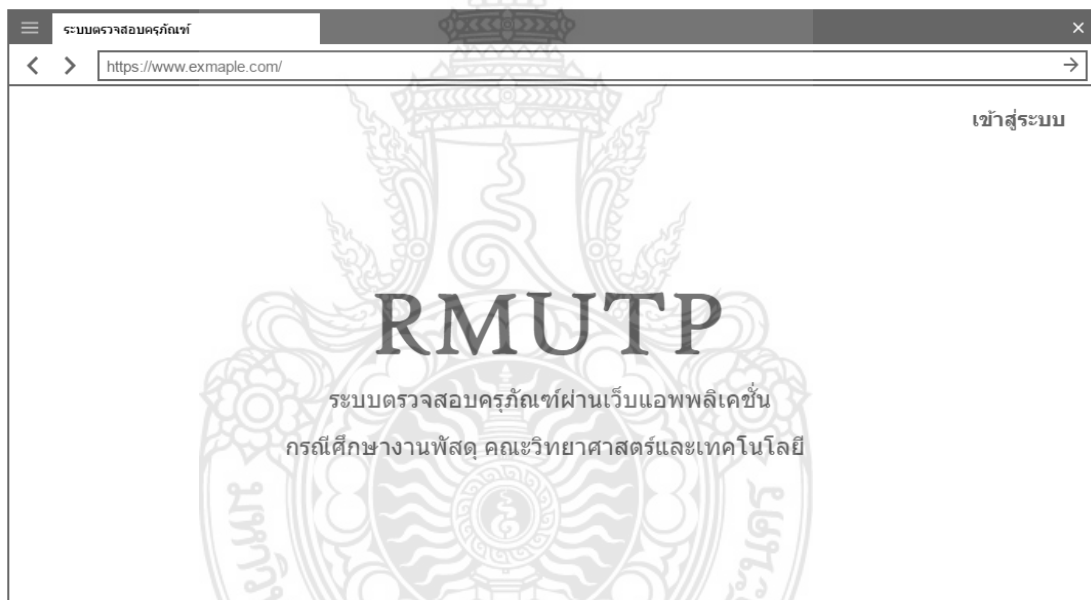 ระบบตรวจสอบครุภัณฑ์
https://www.exmaple.com/
เข้าสู่ระบบ
RMUTP
ระบบตรวจสอบครุภัณฑ์ผ่านเว็บแอพพลิเคชั่น
กรณีศึกษางานพัสดุ คณะวิทยาศาสตร์และเทคโนโลยี